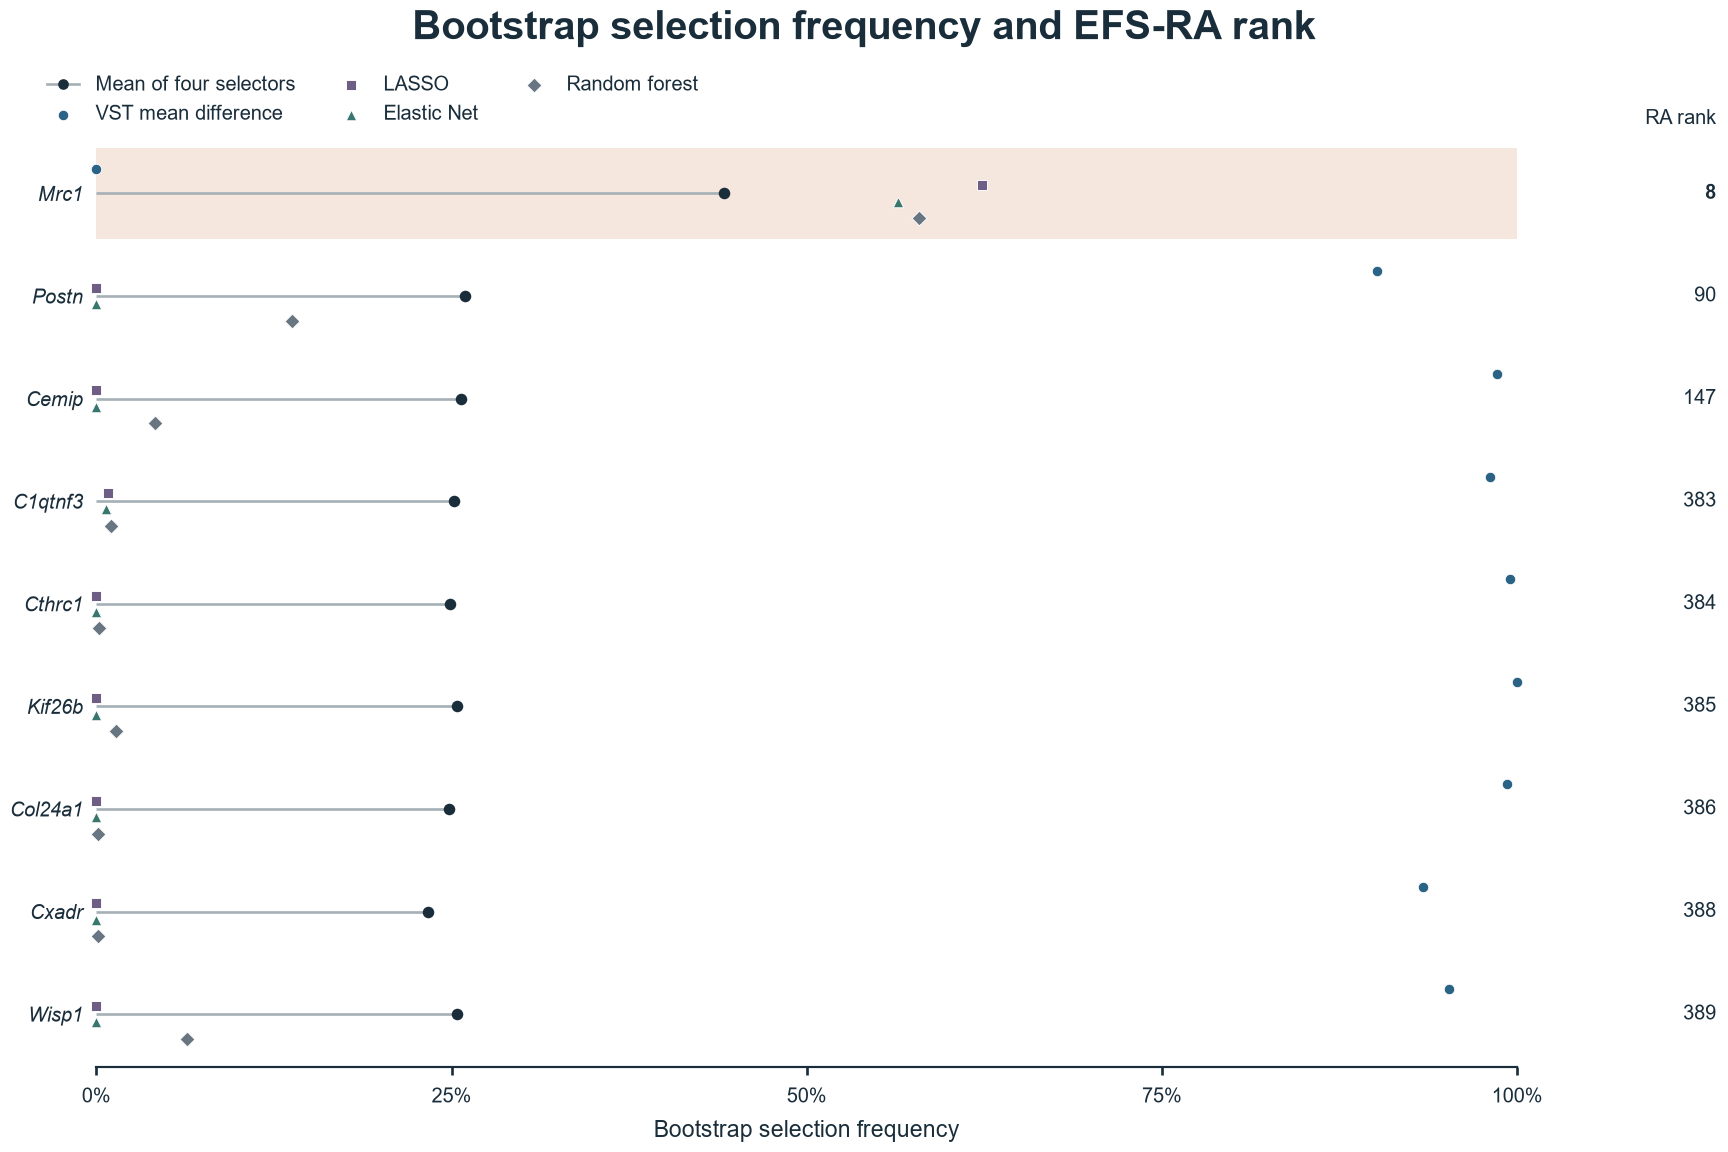 Bootstrap selection frequency and EFS-RA rank
Mean of four selectors
LASSO
Random forest
VST mean difference
Elastic Net
RA rank
Mrc1
8
Postn
90
Cemip
147
C1qtnf3
383
Cthrc1
384
Kif26b
385
Col24a1
386
Cxadr
388
Wisp1
389
0%
25%
50%
75%
100%
Bootstrap selection frequency